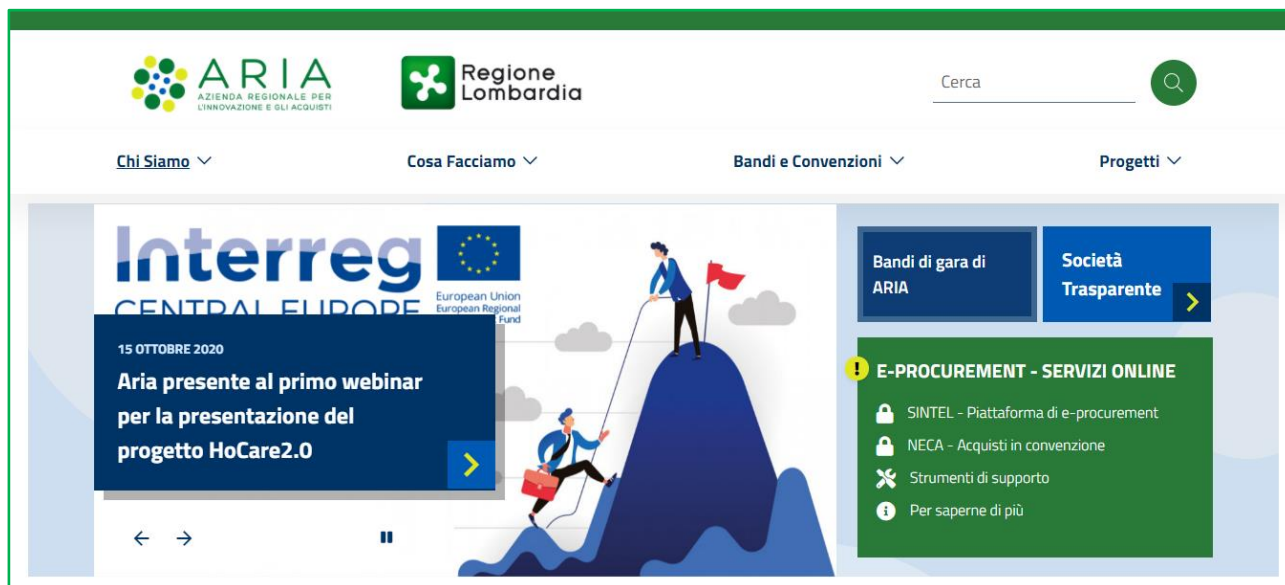 ARIA
AZIENDA REGIONALE PER
L'INNOVAZIONE E GLI ACQUISTI
Regione
Lombardia
Cerca
Chi Siamo
Cosa Facciamo
Bandi e Convenzioni
Progetti
Interreg
CENTRAL EUROPE
European Union
European Regional
Fund
15 OTTOBRE 2020
Aria presente al primo webinar
per la presentazione del
progetto HoCare2.0
Bandi di gara di
ARIA
Società
Trasparente
! E-PROCUREMENT - SERVIZI ONLINE
SINTEL - Piattaforma di e-procurement
NECA - Acquisti in convenzione
Strumenti di supporto
Per saperne di più